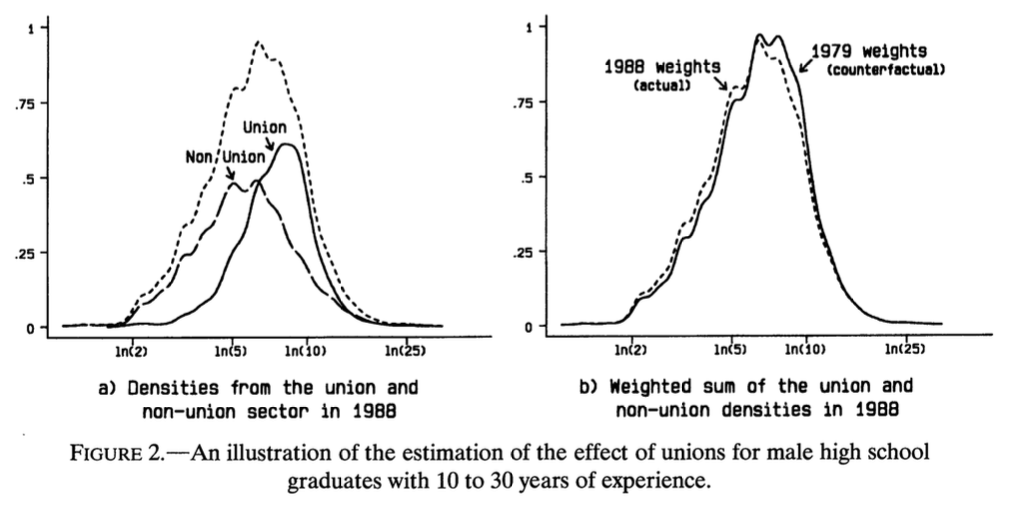 1
.75
.5
.25
0
Union
Non Union
ln(2)
ln(5)
ln(10)
ln(25)
a) Densities from the union and
non-union sector in 1988
1
.75
.5
.25
0
1988 weights
(actual)
1979 weights
(counterfactual)
ln(2)
ln(5)
ln(10)
ln(25)
b) Weighted sum of the union and
non-union densities in 1988
FIGURE 2.—An illustration of the estimation of the effect of unions for male high school
graduates with 10 to 30 years of experience.